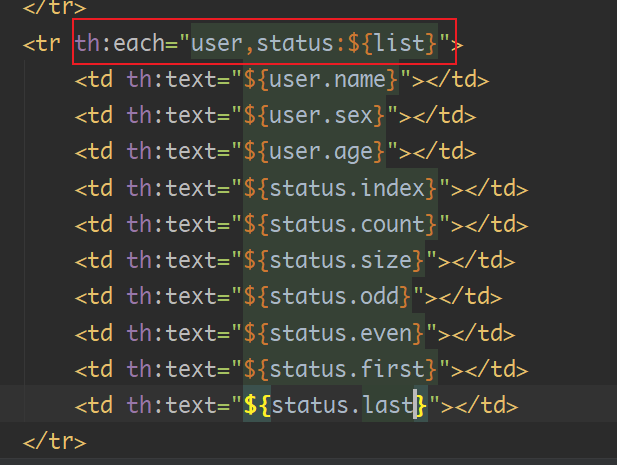 </tr>
<tr th:each="user,status:${list}">
<td th:text="${user.name}"></td>
<td th:text="${user.sex}"></td>
<td th:text="${user.age}"></td>
<td th:text="${status.index}"></td>
<td th:text="${status.count}"></td>
<td th:text="${status.size}"></td>
<td th:text="${status.odd}"></td>
<td th:text="${status.even}"></td>
<td th:text="${status.first}"></td>
<td th:text="${status.last}"></td>
</tr>